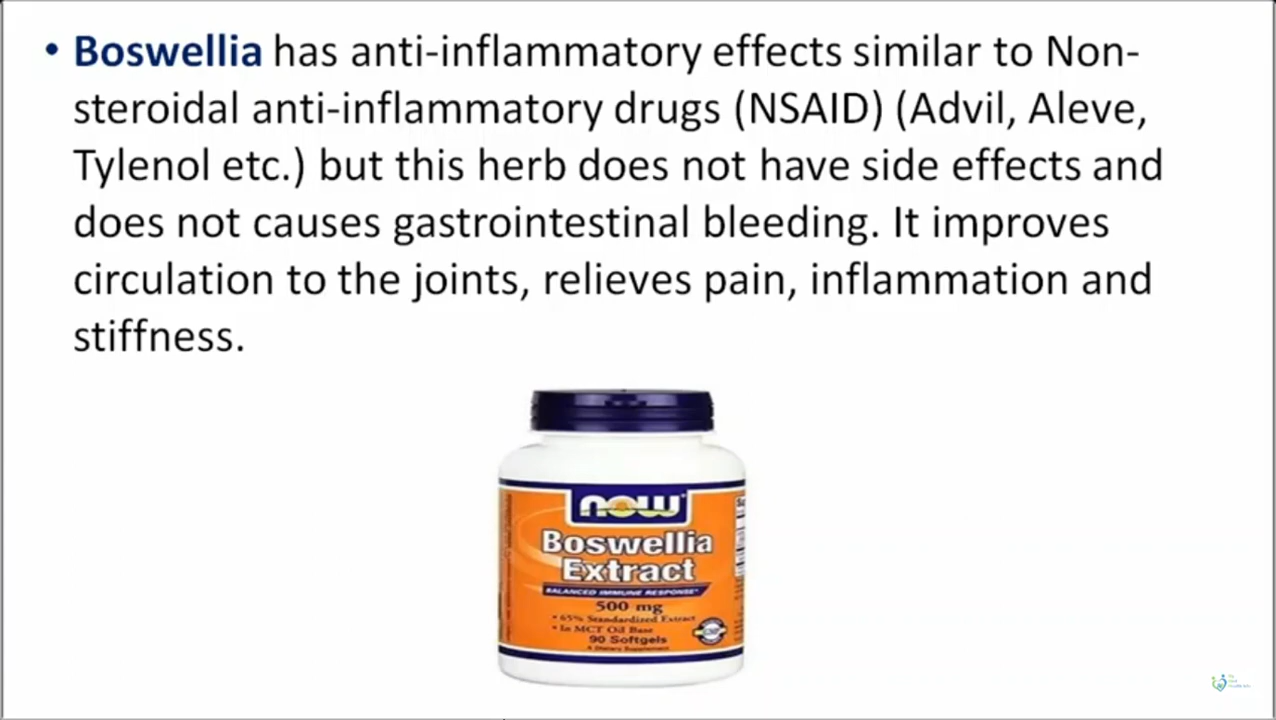 • Boswellia has anti-inflammatory effects similar to Non-
steroidal anti-inflammatory drugs (NSAID) (Advil, Aleve,
Tylenol etc.) but this herb does not have side effects and
does not causes gastrointestinal bleeding. It improves
circulation to the joints, relieves pain, inflammation and
stiffness.
now
Boswellia
Extract
BALANCED IMMUNE RESPONSE*
500 mg
• 65% Standardized Extract
• In MCT Oil Base
90 Softgels
A Dietary Supplement